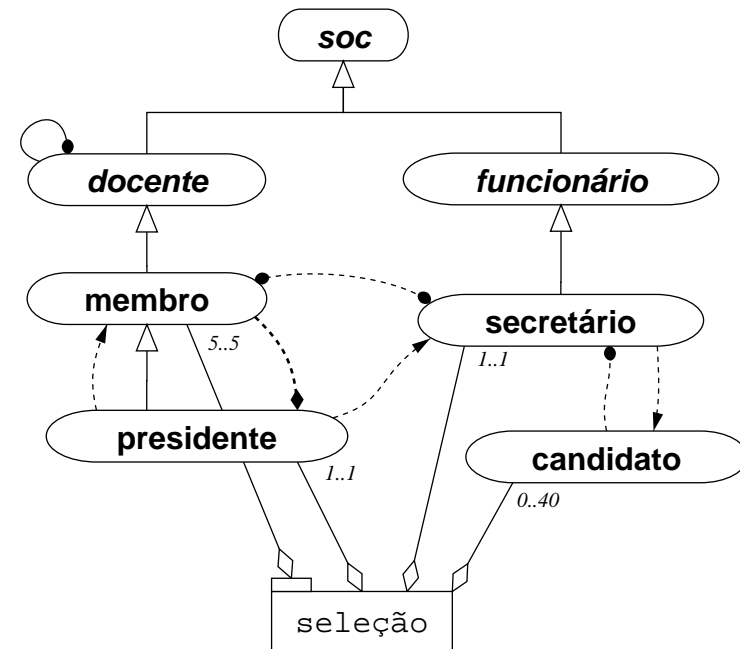 soc
docente
funcionário
membro
secretário
5..5
1..1
presidente
candidato
1..1
0..40
seleção